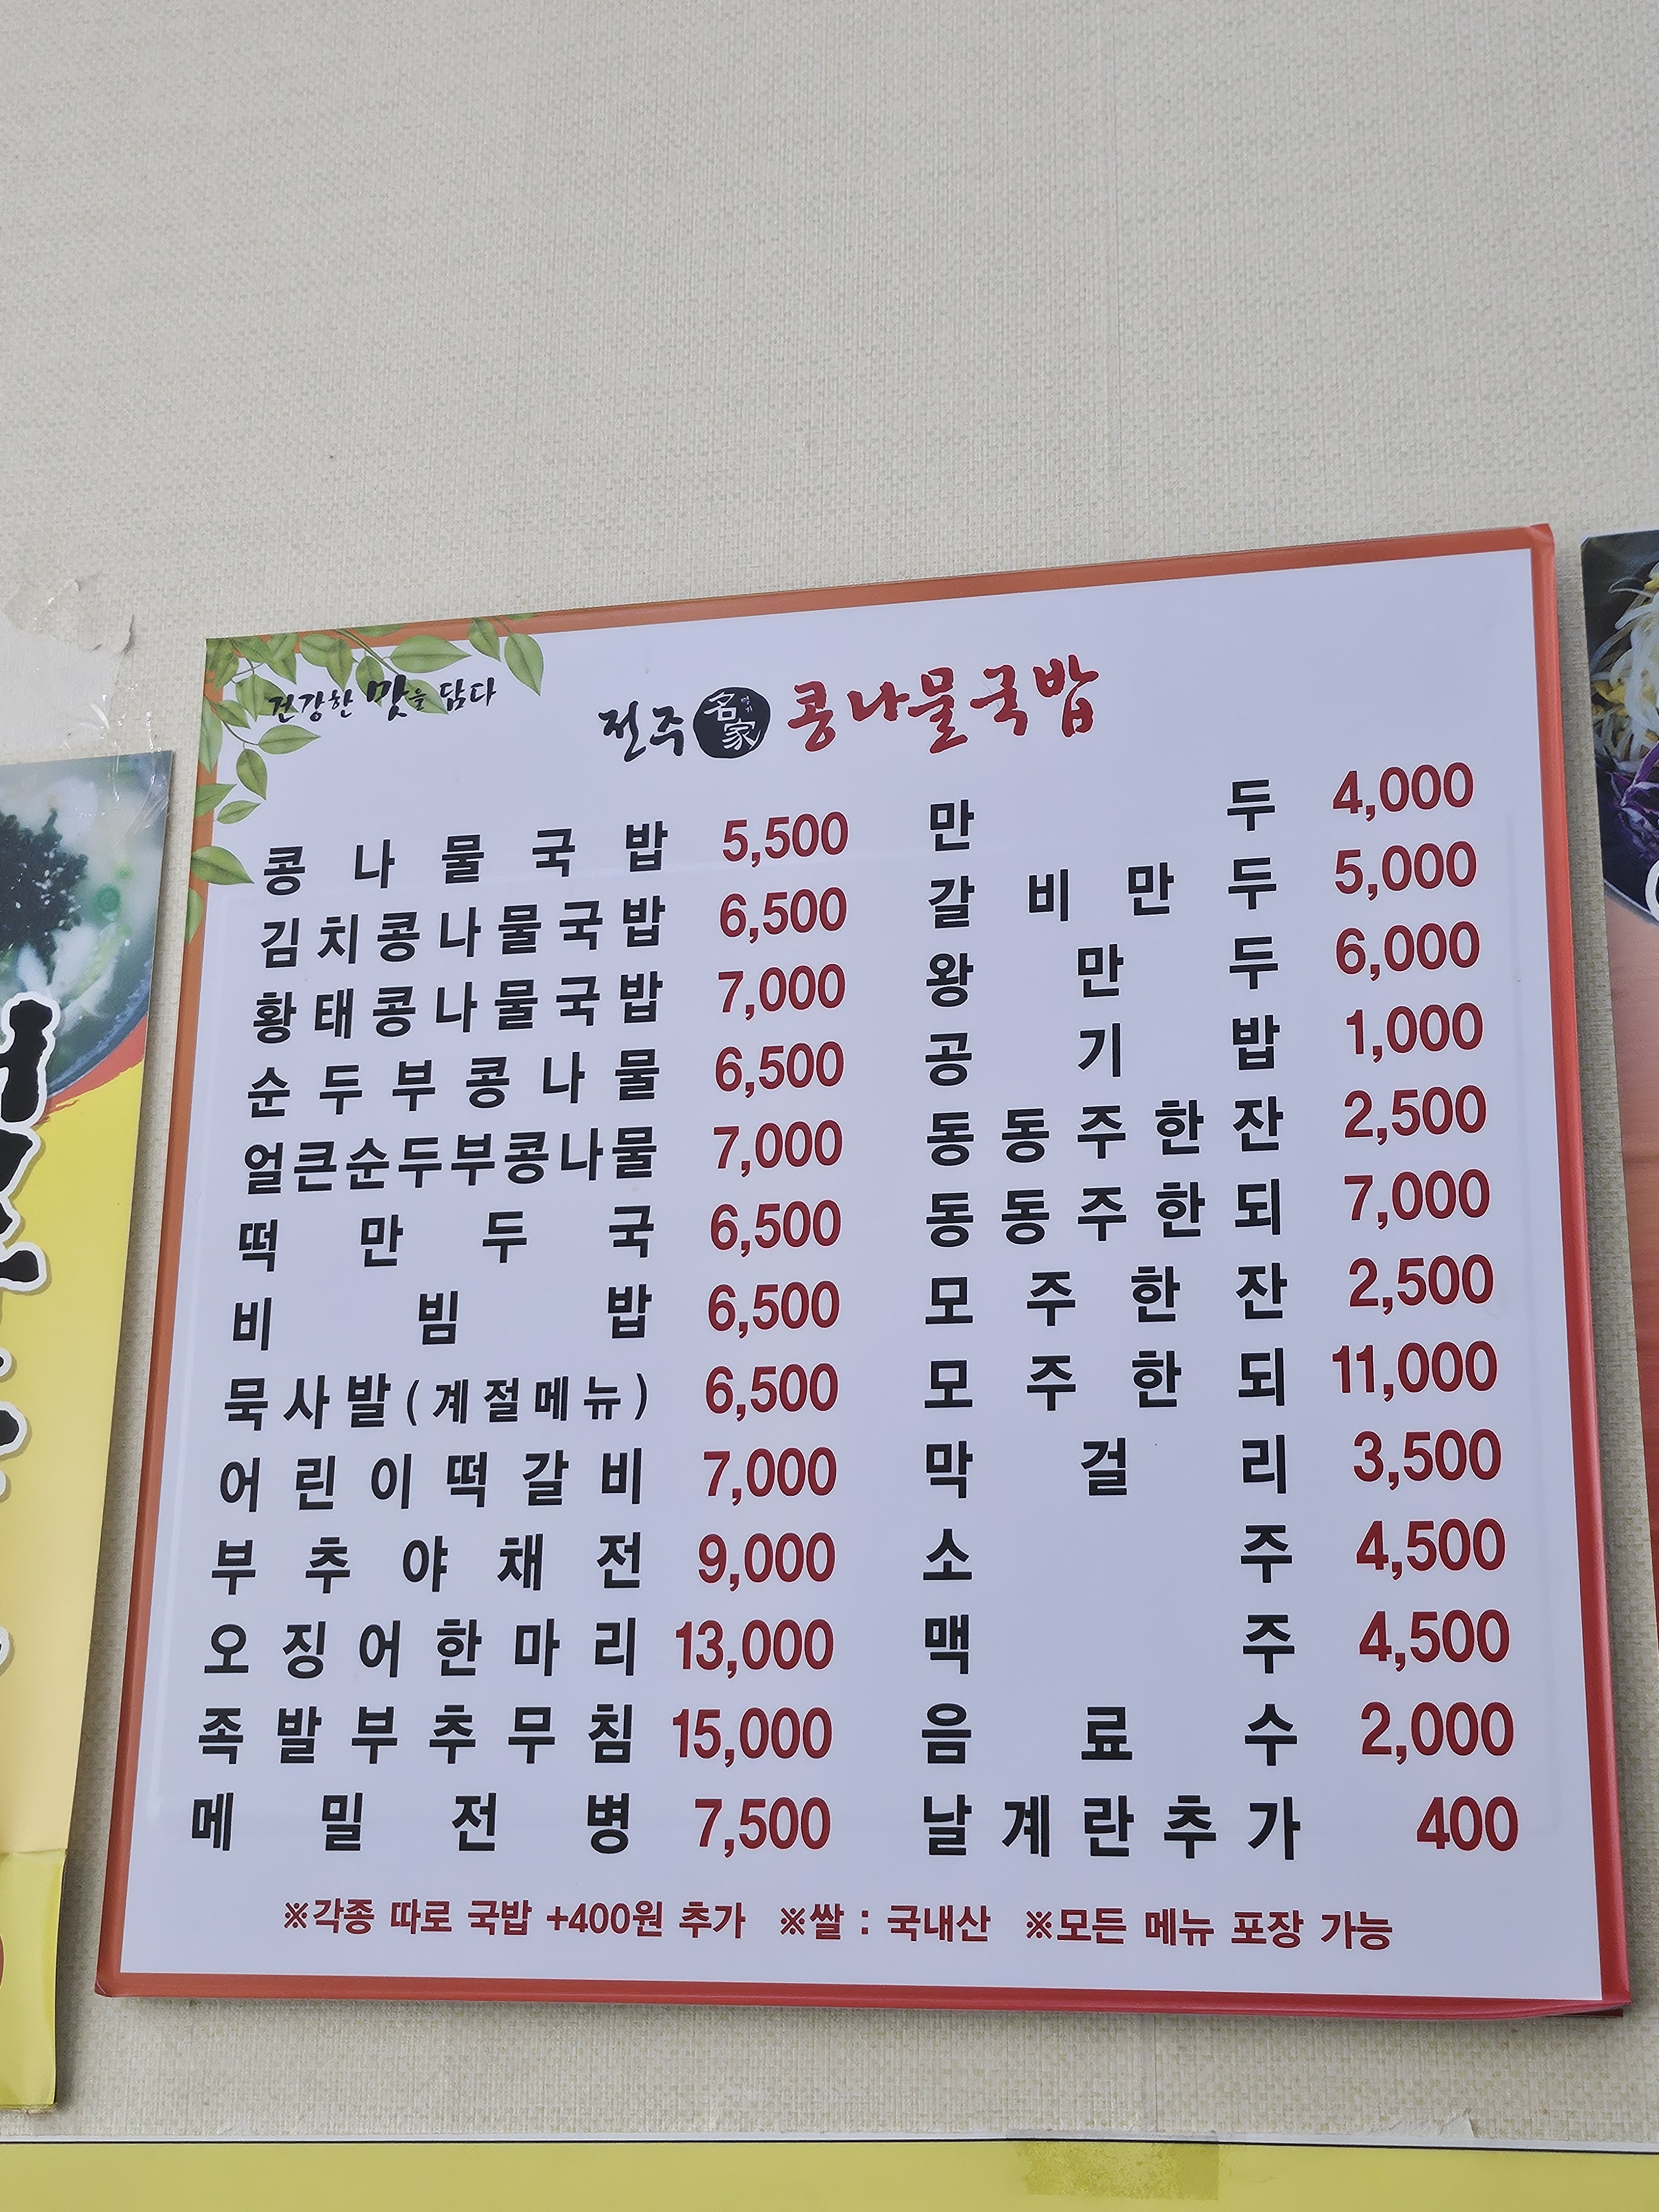 건강한 맛을 담다
전주 名家 콩나물국밥
콩나물국밥 5,500
김치콩나물국밥 6,500
황태콩나물국밥 7,000
순두부콩나물 6,500
얼큰순두부콩나물 7,000
떡만두국 6,500
비빔밥 6,500
묵사발(계절메뉴) 6,500
어린이떡갈비 7,000
부추야채전 9,000
오징어한마리 13,000
족발부추무침 15,000
메밀전병 7,500
만두 4,000
갈비만두 5,000
왕만두 6,000
공기밥 1,000
동동주한잔 2,500
동동주한되 7,000
모주한잔 2,500
모주한되 11,000
막걸리 3,500
소주 4,500
맥주 4,500
음료수 2,000
날계란추가 400
※각종 따로 국밥 +400원 추가 ※쌀 : 국내산 ※모든 메뉴 포장 가능